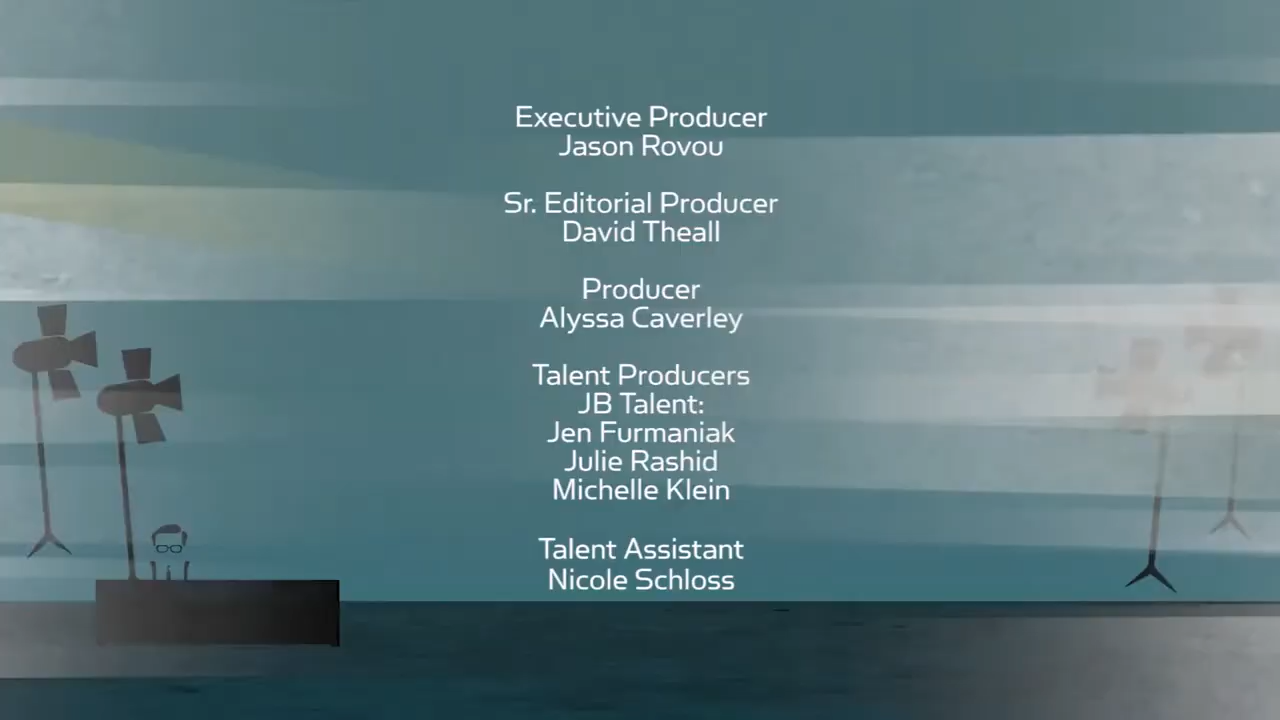 Executive Producer
Jason Rovou
Sr. Editorial Producer
David Theall
Producer
Alyssa Caverley
Talent Producers
JB Talent:
Jen Furmaniak
Julie Rashid
Michelle Klein
Talent Assistant
Nicole Schloss